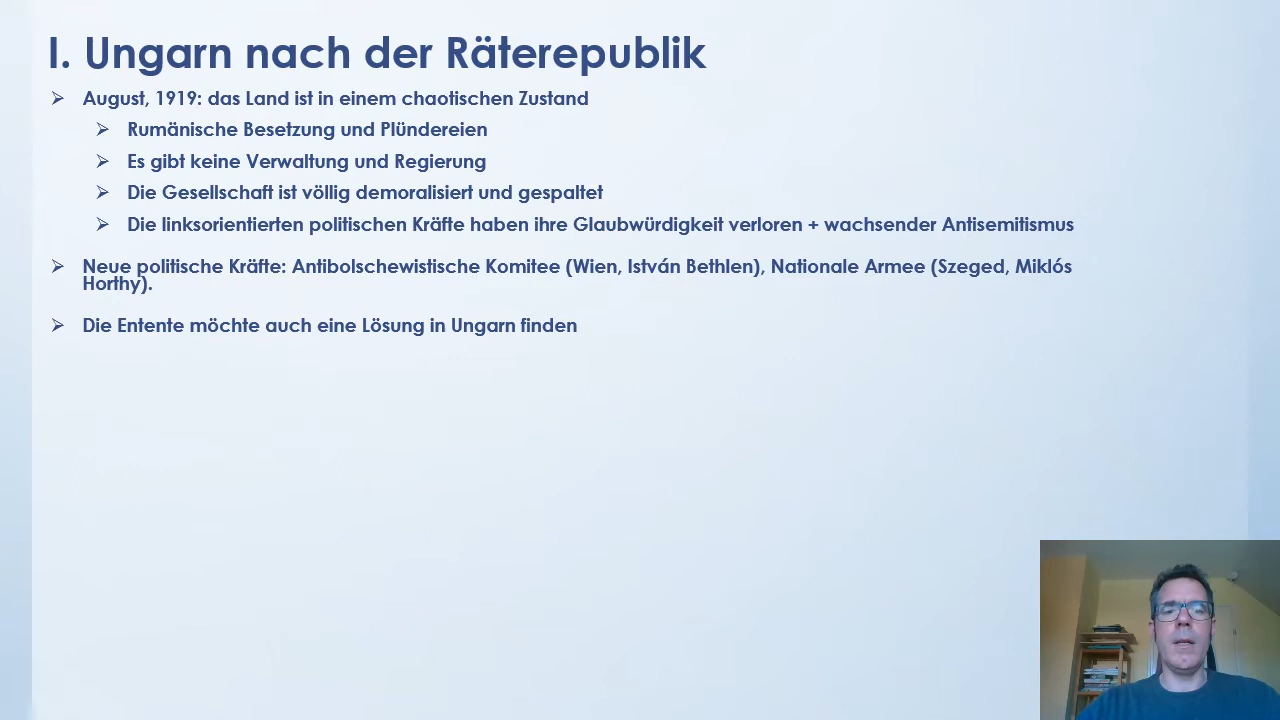 I. Ungarn nach der Räterepublik
August, 1919: das Land ist in einem chaotischen Zustand
Rumänische Besetzung und Plündereien
Es gibt keine Verwaltung und Regierung
Die Gesellschaft ist völlig demoralisiert und gespaltet
Die linksorientierten politischen Kräfte haben ihre Glaubwürdigkeit verloren + wachsender Antisemitismus
Neue politische Kräfte: Antibolschewistische Komitee (Wien, István Bethlen), Nationale Armee (Szeged, Miklós
Horthy).
Die Entente möchte auch eine Lösung in Ungarn finden